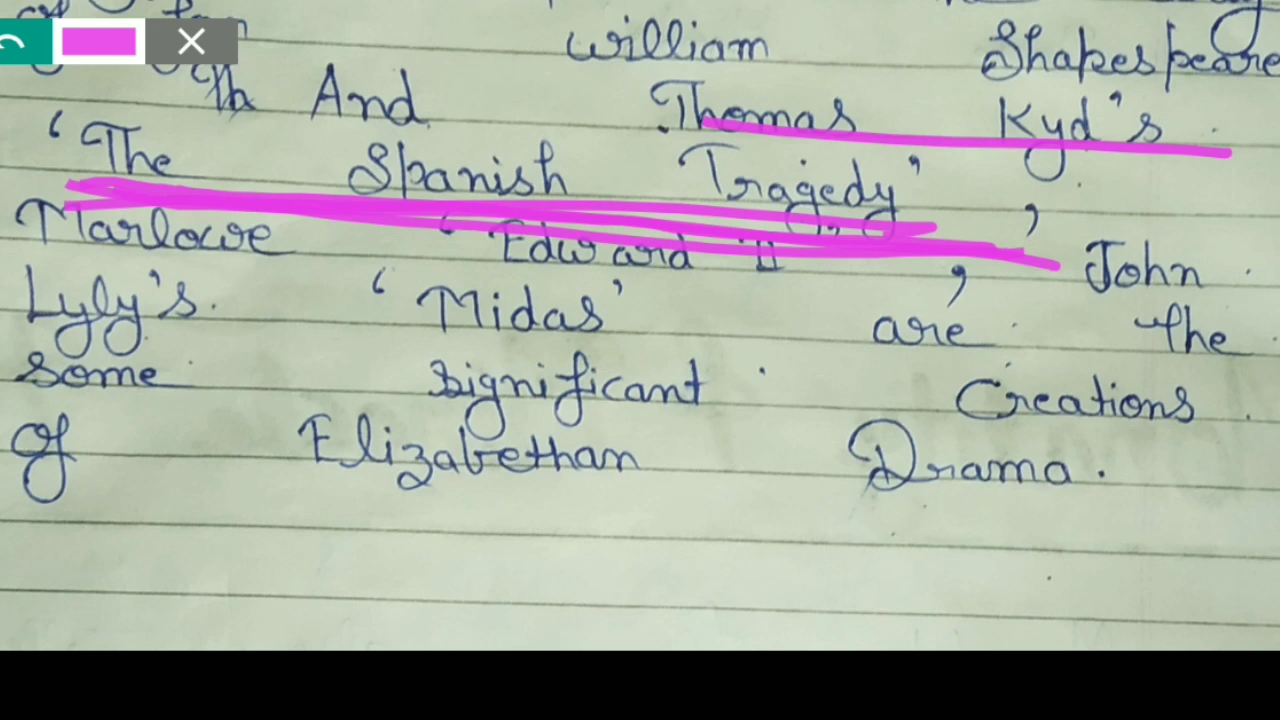 William Shakespeare
th And Thomas Kyd's
'The Spanish Tragedy',
Marlowe 'Edward II', John
Lyly's 'Midas' are the
some significant Creations
of Elizabethan Drama.